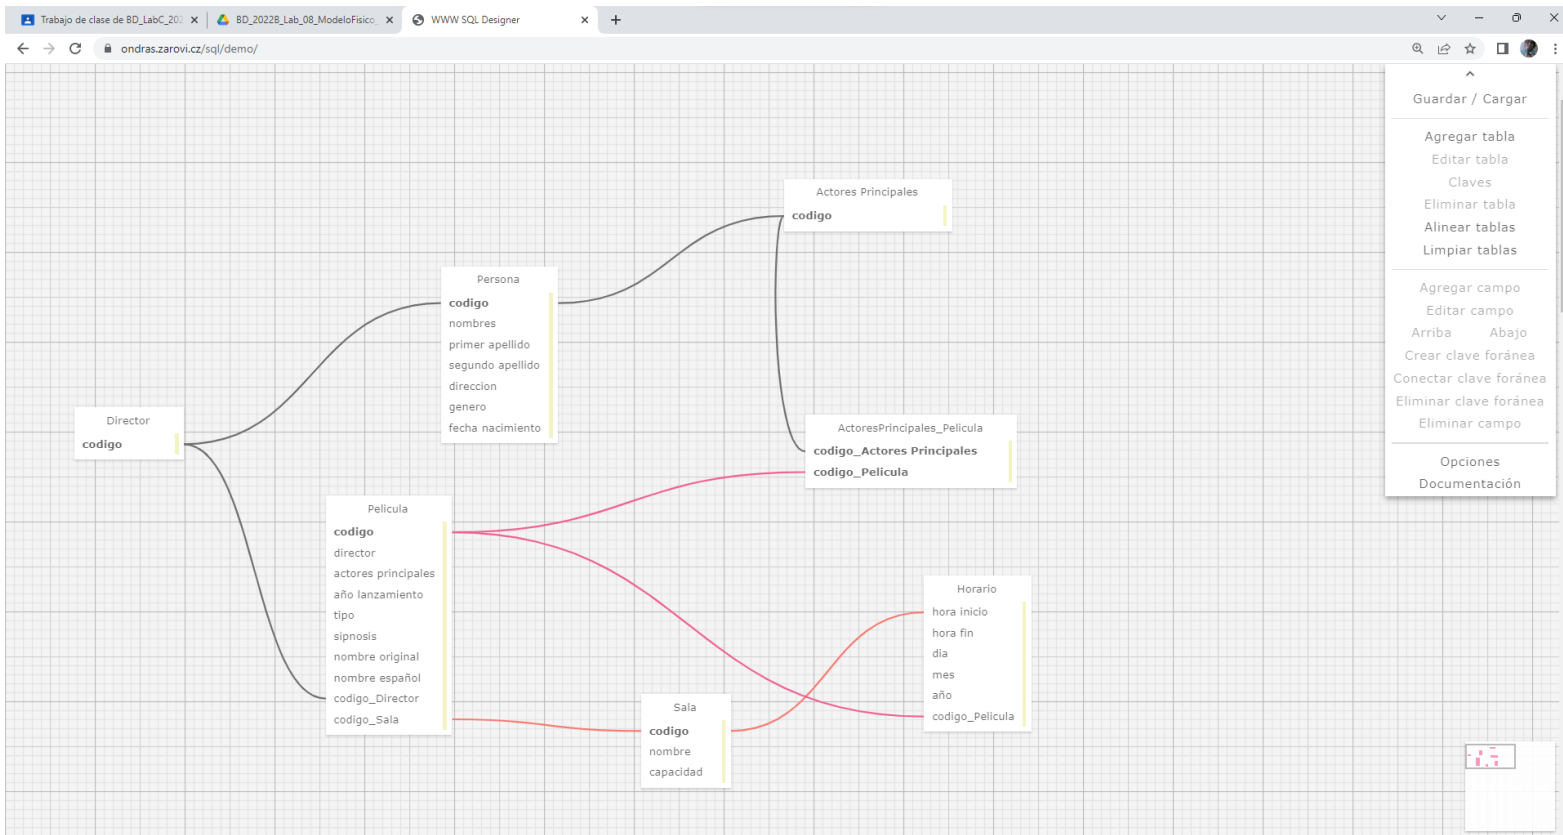 Trabajo de clase de BD_LabC_202
BD_2022B_Lab_08_ModeloFisico_
WWW SQL Designer
ondras.zarovi.cz/sql/demo/
Guardar / Cargar
Agregar tabla
Editar tabla
Claves
Eliminar tabla
Alinear tablas
Limpiar tablas
Agregar campo
Editar campo
Arriba Abajo
Crear clave foránea
Conectar clave foránea
Eliminar clave foránea
Eliminar campo
Opciones
Documentación
Actores Principales
codigo
Persona
codigo
nombres
primer apellido
segundo apellido
direccion
genero
fecha nacimiento
Director
codigo
ActoresPrincipales_Pelicula
codigo_Actores Principales
codigo_Pelicula
Pelicula
codigo
director
actores principales
año lanzamiento
tipo
sipnosis
nombre original
nombre español
codigo_Director
codigo_Sala
Horario
hora inicio
hora fin
dia
mes
año
codigo_Pelicula
Sala
codigo
nombre
capacidad